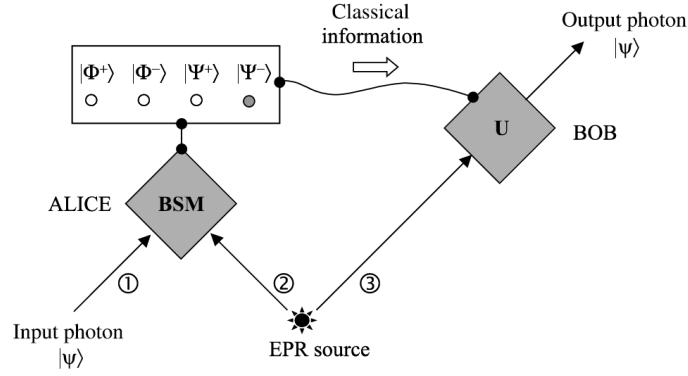 Classical
information
Output photon
|ψ⟩
|Φ⁺⟩ |Φ⁻⟩ |Ψ⁺⟩ |Ψ⁻⟩
U
BOB
ALICE
BSM
①
②
③
Input photon
|ψ⟩
EPR source